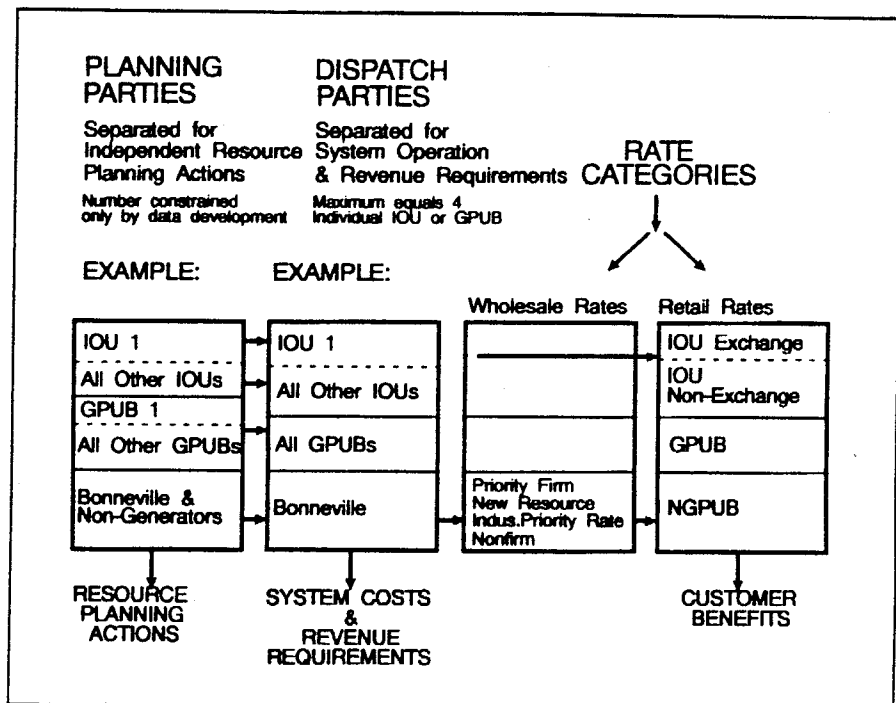 PLANNING
PARTIES
Separated for
Independent Resource
Planning Actions
Number constrained
only by data development
EXAMPLE:
DISPATCH
PARTIES
Separated for
System Operation
& Revenue Requirements
Maximum equals 4
Individual IOU or GPUB
EXAMPLE:
RATE
CATEGORIES
Wholesale Rates
Retail Rates
IOU 1
All Other IOUs
GPUB 1
All Other GPUBs
Bonneville &
Non-Generators
IOU 1
All Other IOUs
All GPUBs
Bonneville
Priority Firm
New Resource
Indus.Priority Rate
Nonfirm
IOU Exchange
IOU
Non-Exchange
GPUB
NGPUB
RESOURCE
PLANNING
ACTIONS
SYSTEM COSTS
&
REVENUE
REQUIREMENTS
CUSTOMER
BENEFITS